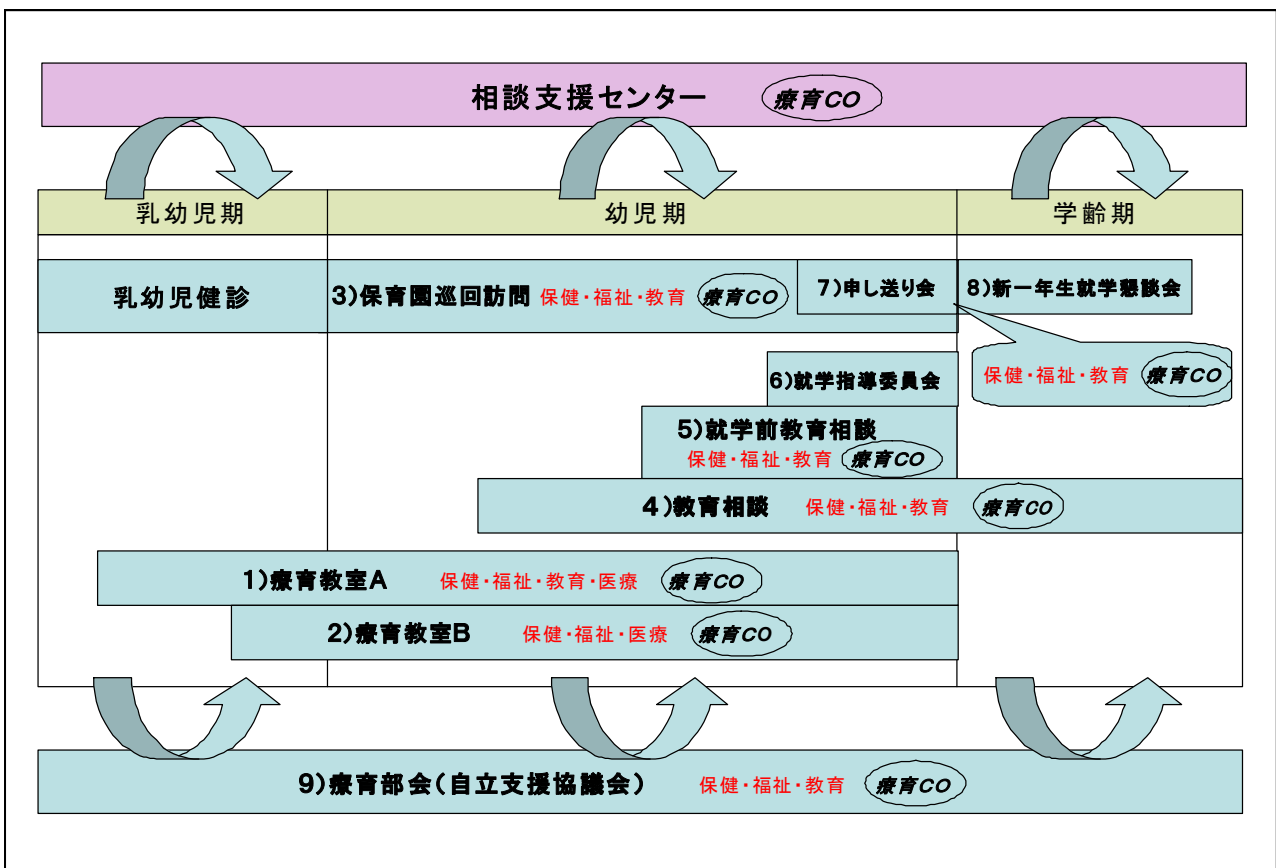 相談支援センター 療育CO
乳幼児期 幼児期 学齢期
乳幼児健診 3)保育園巡回訪問 保健・福祉・教育 療育CO 7)申し送り会 8)新一年生就学懇談会
6)就学指導委員会 保健・福祉・教育 療育CO
5)就学前教育相談
保健・福祉・教育 療育CO
4)教育相談 保健・福祉・教育 療育CO
1)療育教室A 保健・福祉・教育・医療 療育CO
2)療育教室B 保健・福祉・医療 療育CO
9)療育部会(自立支援協議会) 保健・福祉・教育 療育CO